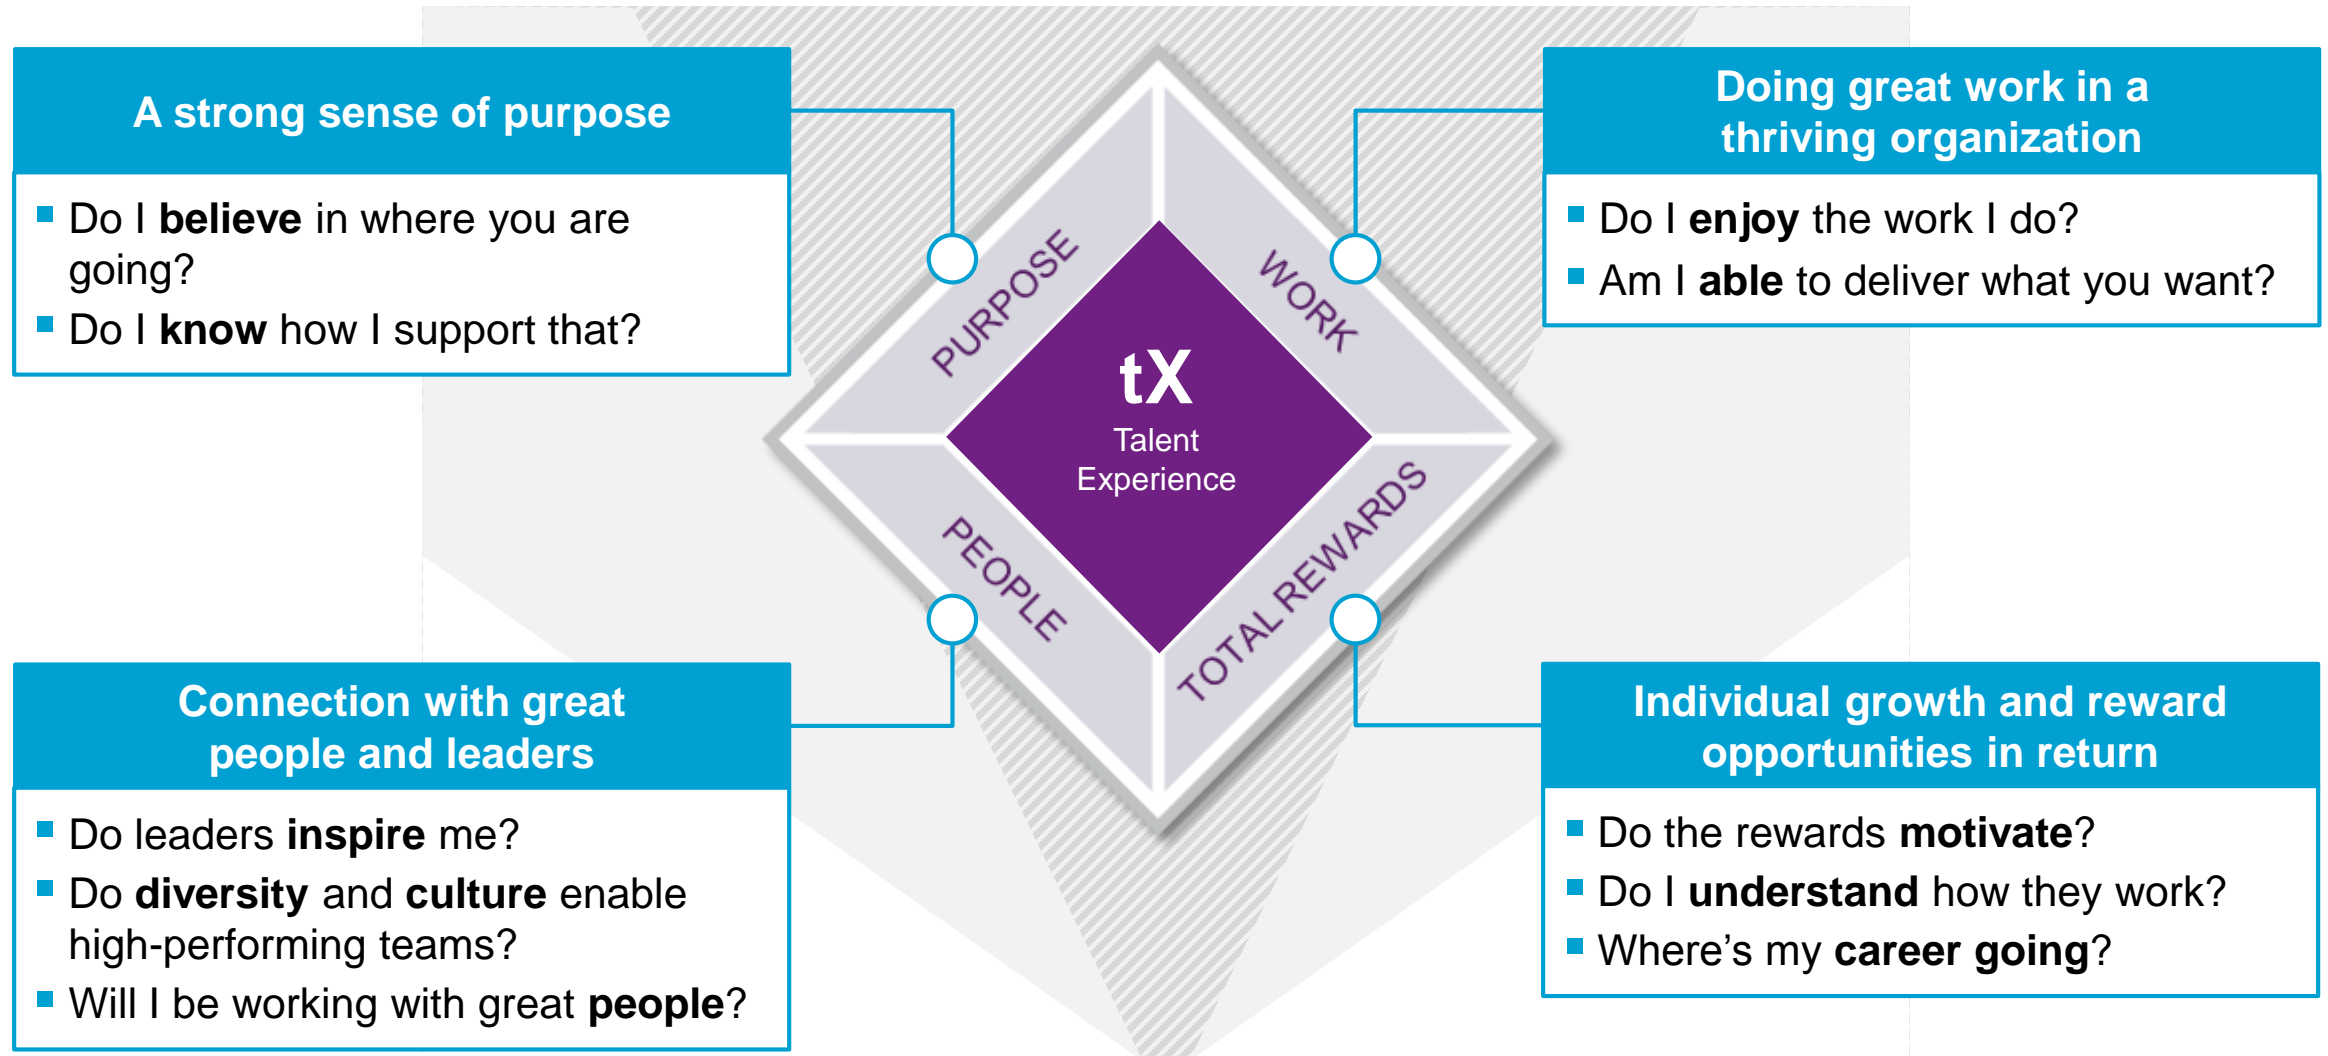 A strong sense of purpose
Do I believe in where you are
going?
Do I know how I support that?
Doing great work in a
thriving organization
Do I enjoy the work I do?
Am I able to deliver what you want?
PURPOSE
WORK
tX
Talent
Experience
PEOPLE
TOTAL REWARDS
Connection with great
people and leaders
Do leaders inspire me?
Do diversity and culture enable
high-performing teams?
Will I be working with great people?
Individual growth and reward
opportunities in return
Do the rewards motivate?
Do I understand how they work?
Where’s my career going?